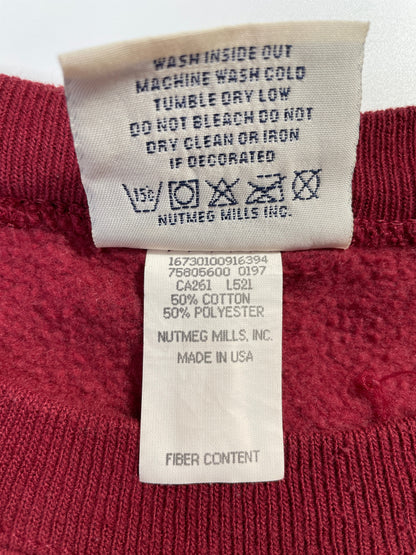 WASH INSIDE OUT
MACHINE WASH COLD
TUMBLE DRY LOW
DO NOT BLEACH DO NOT
DRY CLEAN OR IRON
IF DECORATED
15c
NUTMEG MILLS INC.
16730100916394
75805600 0197
CA261 L521
50% COTTON
50% POLYESTER
NUTMEG MILLS, INC.
MADE IN USA
FIBER CONTENT